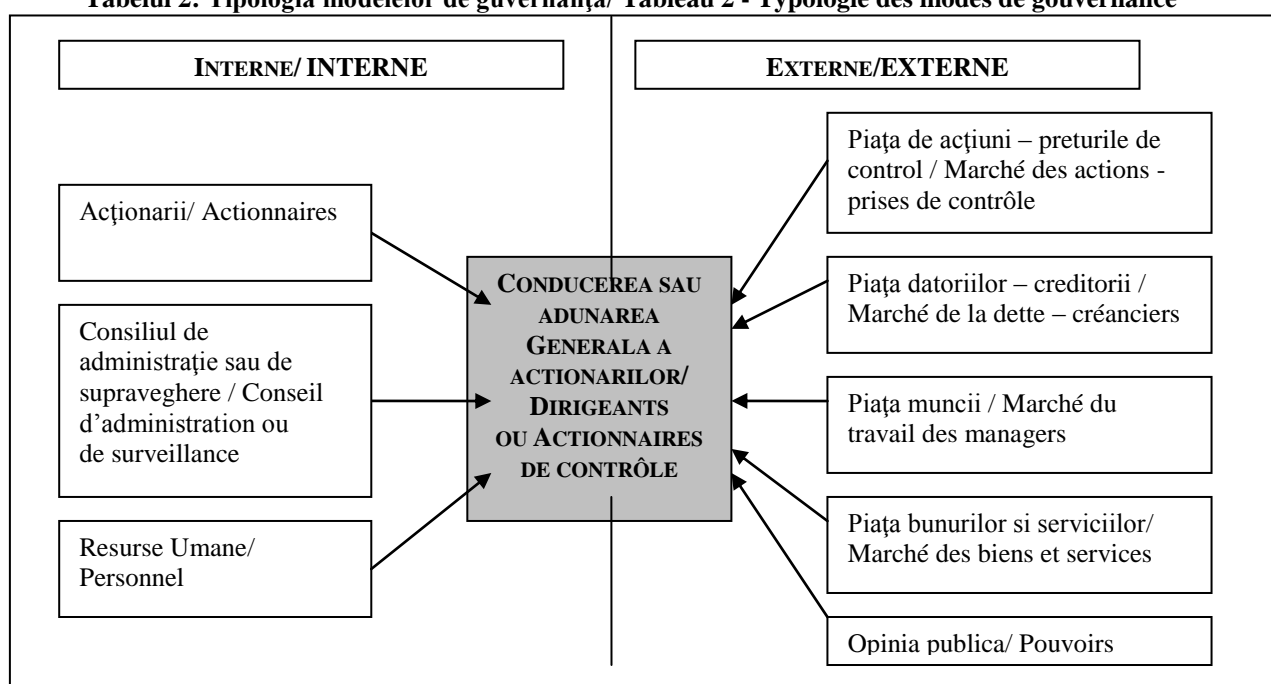 Tabelul 2: Tipologia modelelor de guvernanţă/ Tableau 2 - Typologie des modes de gouvernance
INTERNE/ INTERNE
EXTERNE/EXTERNE
Acţionarii/ Actionnaires
Consiliul de
administraţie sau de
supraveghere / Conseil
d’administration ou
de surveillance
Resurse Umane/
Personnel
CONDUCEREA SAU
ADUNAREA
GENERALA A
ACTIONARILOR/
DIRIGEANTS
OU ACTIONNAIRES
DE CONTRÔLE
Piaţa de acţiuni – preturile de
control / Marché des actions -
prises de contrôle
Piaţa datoriilor – creditorii /
Marché de la dette – créanciers
Piaţa muncii / Marché du
travail des managers
Piaţa bunurilor si serviciilor/
Marché des biens et services
Opinia publica/ Pouvoirs